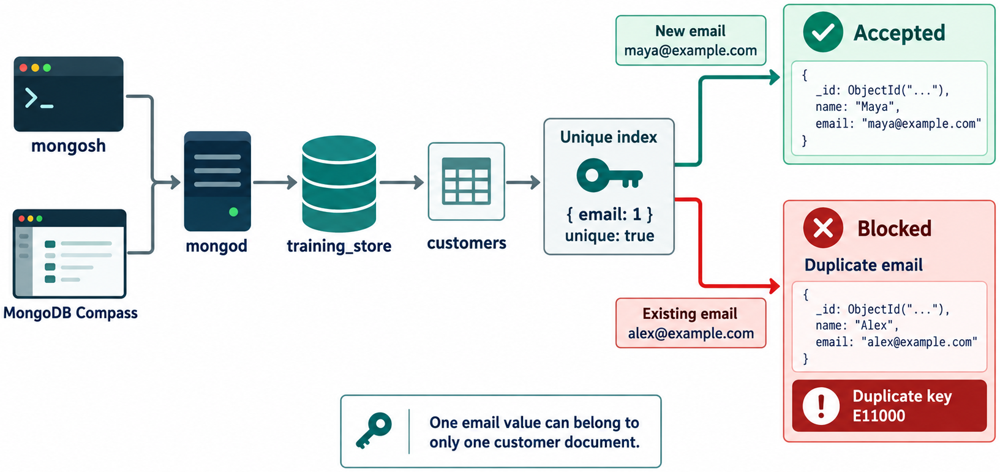 mongosh
MongoDB Compass
mongod
training_store
customers
Unique index
{ email: 1 }
unique: true
New email
maya@example.com
Accepted
{
_id: ObjectId("..."),
name: "Maya",
email: "maya@example.com"
}
Existing email
alex@example.com
Blocked
Duplicate email
{
_id: ObjectId("..."),
name: "Alex",
email: "alex@example.com"
}
Duplicate key
E11000
One email value can belong to
only one customer document.